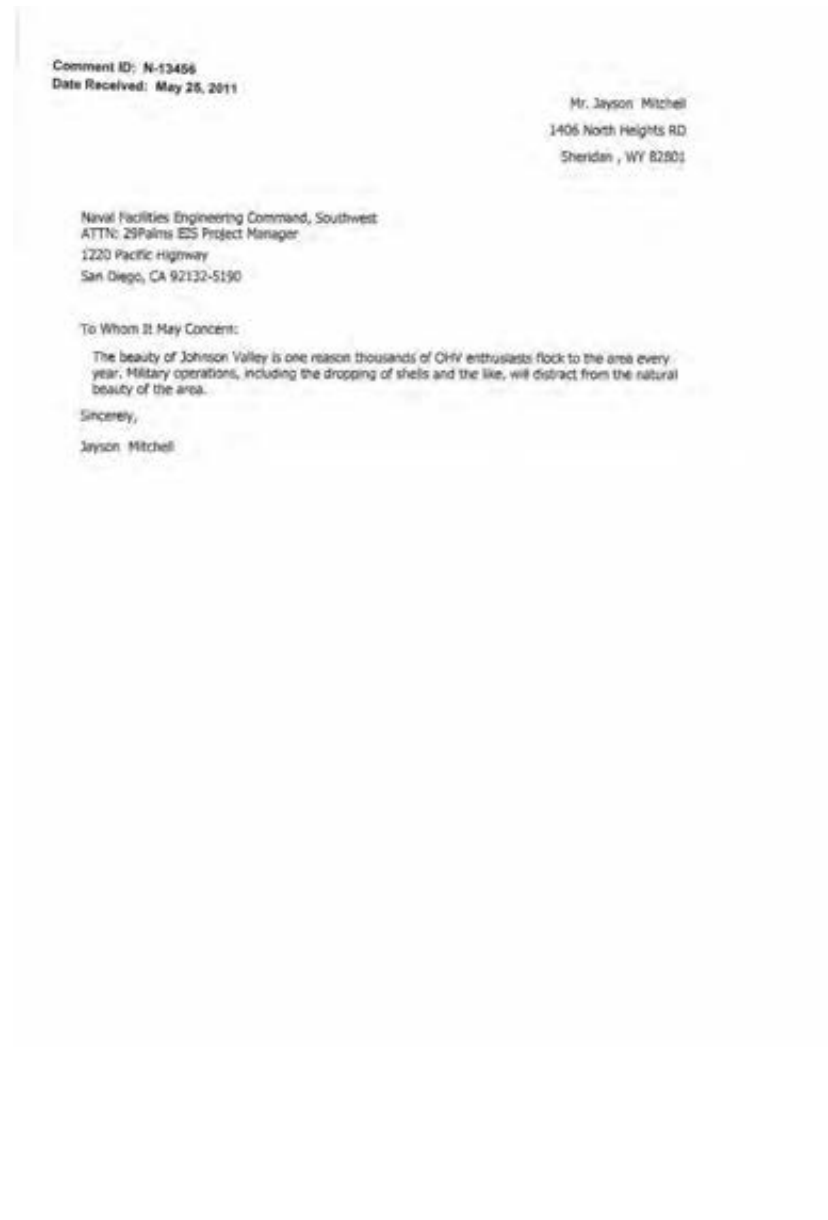 Comment ID: N-13456
Date Received: May 25, 2011
Mr. Jayson Mitchell
1406 North Heights RD
Sheridan , WY 82801
Naval Facilities Engineering Command, Southwest
ATTN: 29Palms EIS Project Manager
1220 Pacific Highway
San Diego, CA 92132-5190
To Whom It May Concern:
The beauty of Johnson Valley is one reason thousands of OHV enthusiasts flock to the area every
year. Military operations, including the dropping of shells and the like, will distract from the natural
beauty of the area.
Sincerely,
Jayson Mitchell